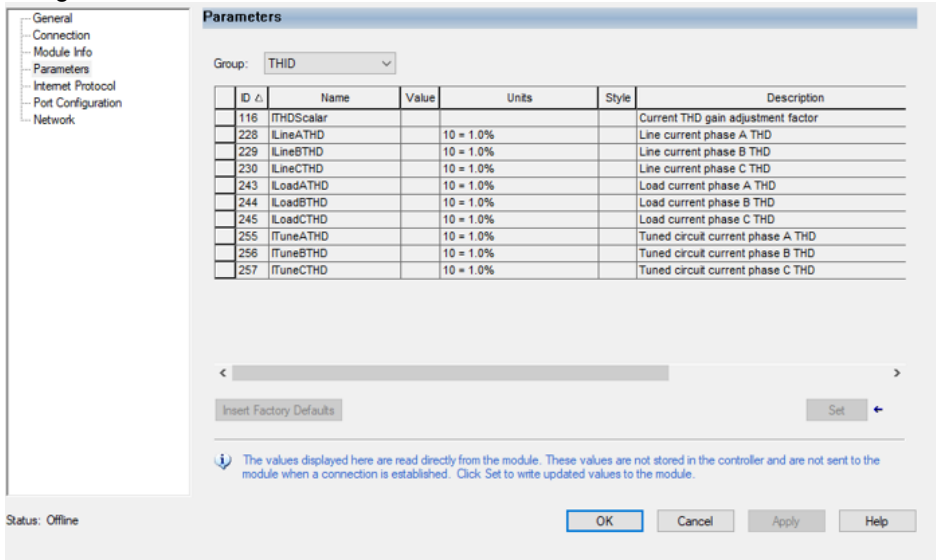 General
Connection
Module Info
Parameters
Internet Protocol
Port Configuration
Network
Parameters
Group: THID
ID Name Value Units Style Description
116 ITHDScalar Current THD gain adjustment factor
228 ILineATHD 10 = 1.0% Line current phase A THD
229 ILineBTHD 10 = 1.0% Line current phase B THD
230 ILineCTHD 10 = 1.0% Line current phase C THD
243 ILoadATHD 10 = 1.0% Load current phase A THD
244 ILoadBTHD 10 = 1.0% Load current phase B THD
245 ILoadCTHD 10 = 1.0% Load current phase C THD
255 ITuneATHD 10 = 1.0% Tuned circuit current phase A THD
256 ITuneBTHD 10 = 1.0% Tuned circuit current phase B THD
257 ITuneCTHD 10 = 1.0% Tuned circuit current phase C THD
Insert Factory Defaults Set
The values displayed here are read directly from the module. These values are not stored in the controller and are not sent to the
module when a connection is established. Click Set to write updated values to the module.
Status: Offline OK Cancel Apply Help